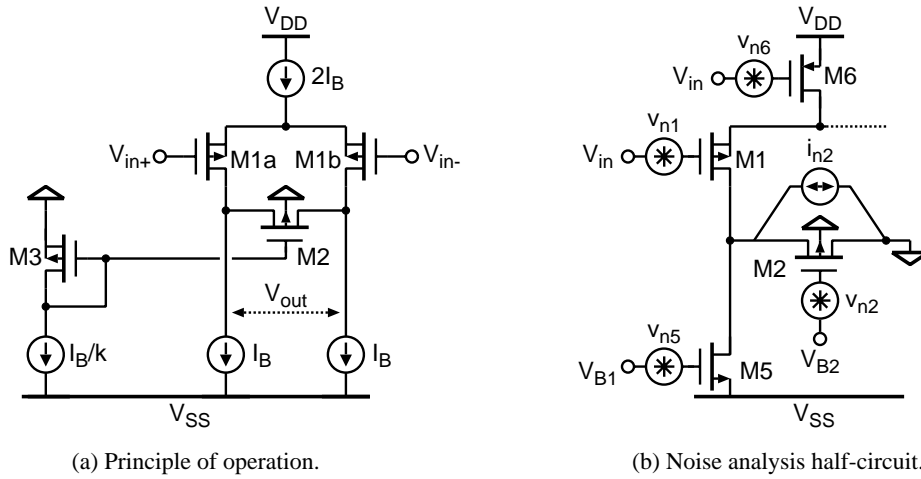 V_DD
2I_B
V_in+
M1a
M1b
V_in-
M3
M2
V_out
I_B/k
I_B
I_B
V_SS
(a) Principle of operation.
V_DD
v_n6
V_in
M6
v_n1
V_in
M1
i_n2
M2
v_n2
v_n5
V_B1
M5
V_B2
V_SS
(b) Noise analysis half-circuit.